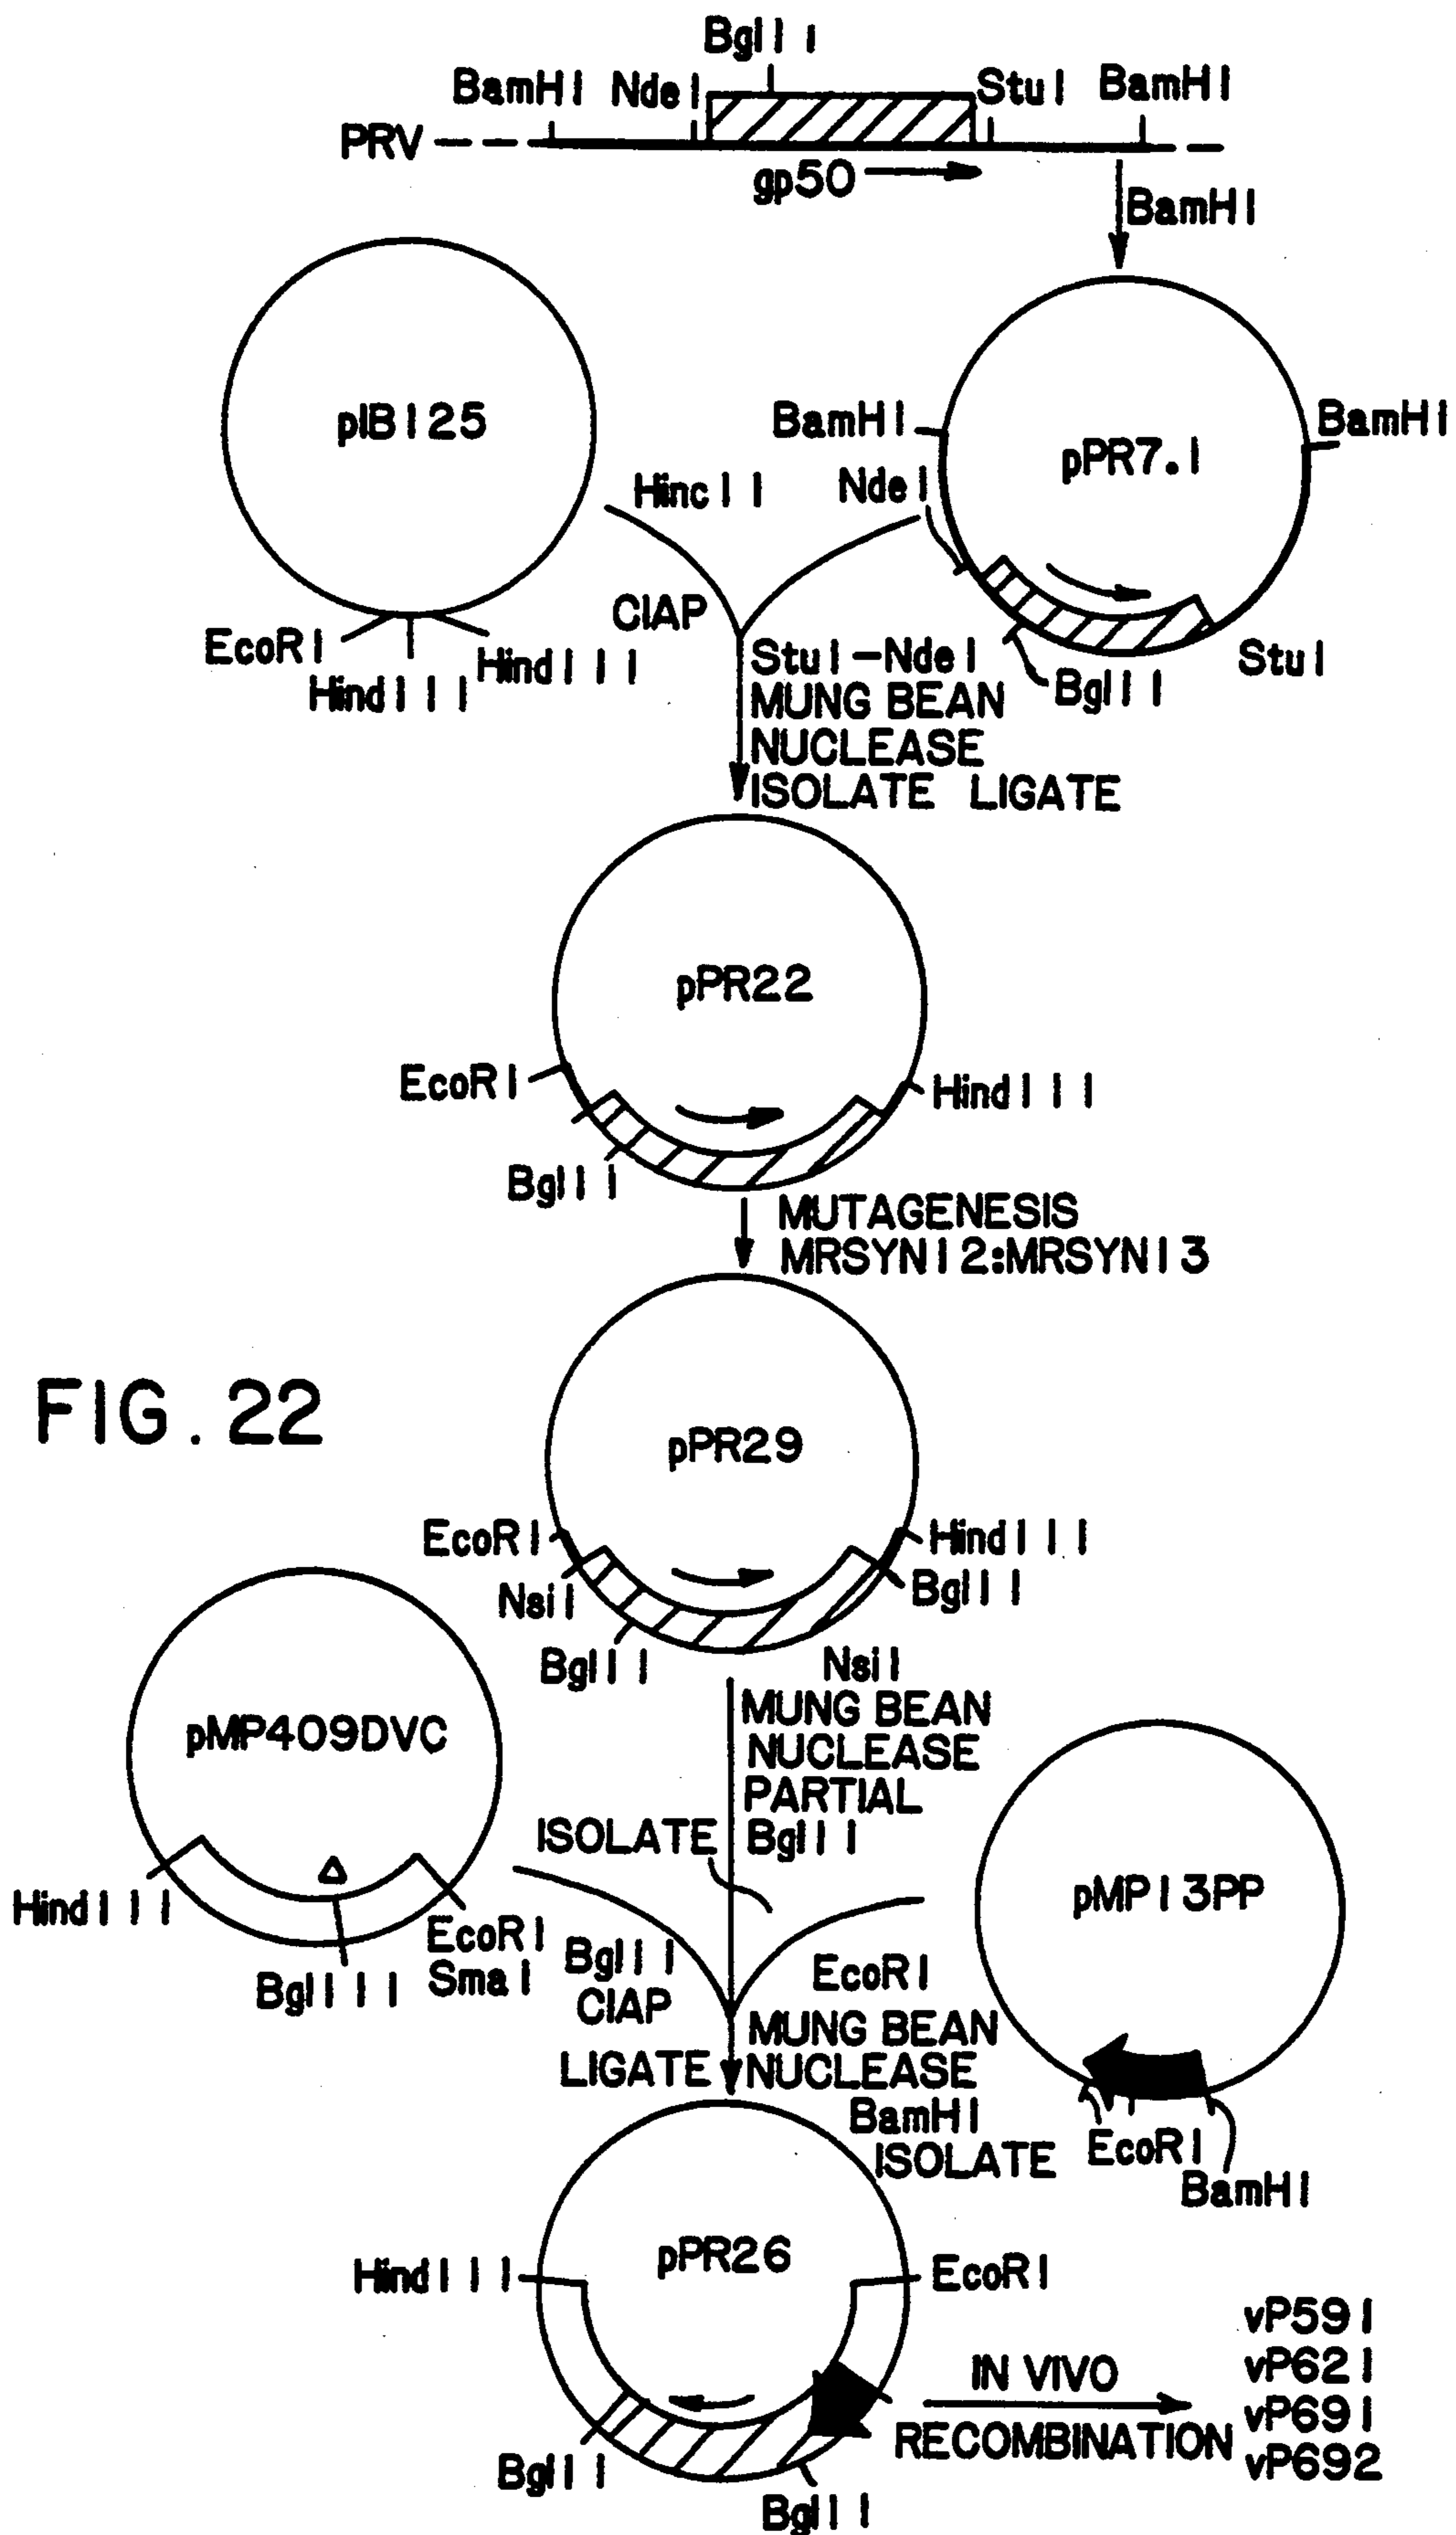 BglII
BamHI NdeI StuI BamHI
PRV
gp50
BamHI
pIBI25
pPR7.1
BamHI
BamHI
HincII
NdeI
CIAP
EcoRI
HindIII
HindIII
StuI-NdeI
MUNG BEAN
NUCLEASE
ISOLATE LIGATE
BglII
StuI
pPR22
EcoRI
HindIII
BglII
MUTAGENESIS
MRSYN12:MRSYN13
FIG. 22
pPR29
EcoRI
HindIII
NsiI
BglII
BglII
NsiI
MUNG BEAN
NUCLEASE
PARTIAL
BglII
ISOLATE
pMP409DVC
HindIII
Δ
BglIII
EcoRI
SmaI
BglII
CIAP
LIGATE
EcoRI
MUNG BEAN
NUCLEASE
BamHI
ISOLATE
pMP13PP
EcoRI
BamHI
pPR26
HindIII
EcoRI
BglII
BglII
IN VIVO
RECOMBINATION
vP591
vP621
vP691
vP692